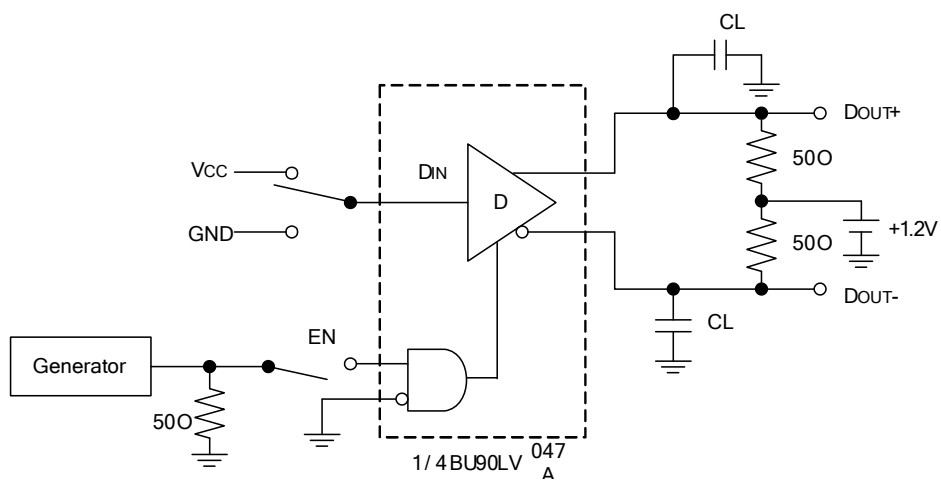 CL
DOUT+
50O
VCC
DIN
D
+1.2V
GND
50O
DOUT-
EN
CL
Generator
50O
1/4 BU90LV 047
A